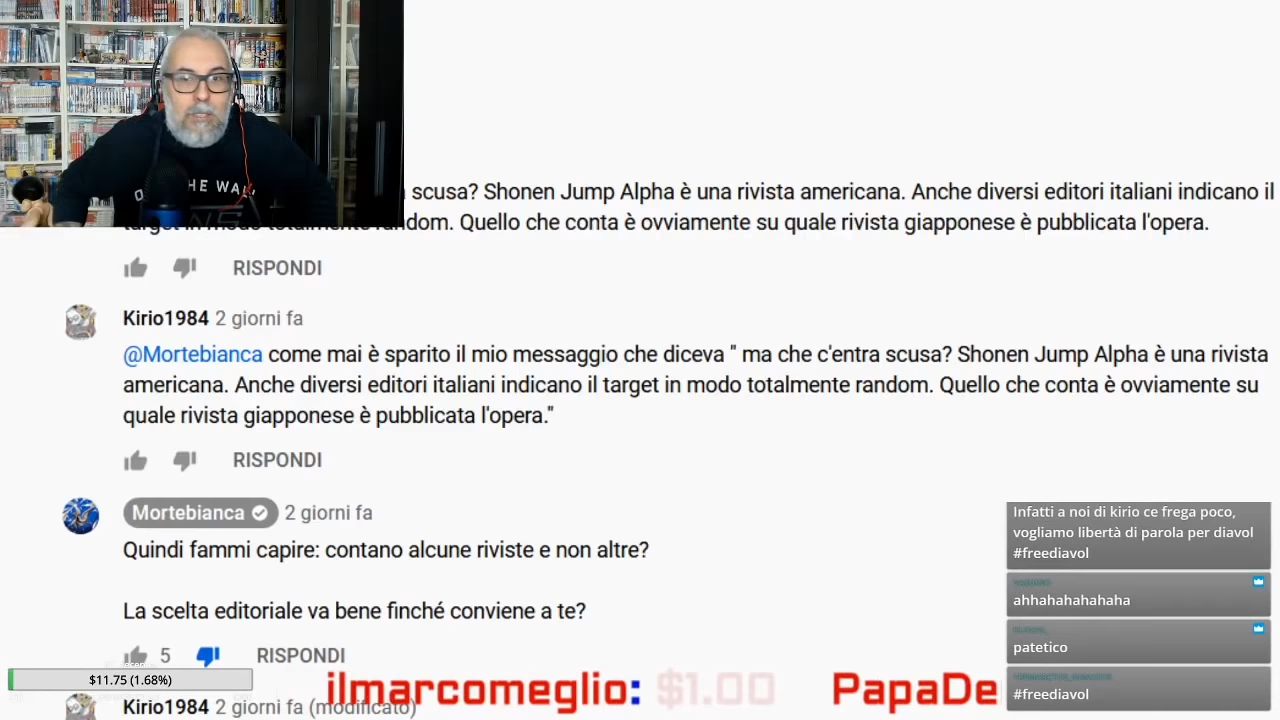 scusa? Shonen Jump Alpha è una rivista americana. Anche diversi editori italiani indicano il
target in modo totalmente random. Quello che conta è ovviamente su quale rivista giapponese è pubblicata l'opera.
RISPONDI
Kirio1984 2 giorni fa
@Mortebianca come mai è sparito il mio messaggio che diceva " ma che c'entra scusa? Shonen Jump Alpha è una rivista
americana. Anche diversi editori italiani indicano il target in modo totalmente random. Quello che conta è ovviamente su
quale rivista giapponese è pubblicata l'opera."
RISPONDI
Mortebianca 2 giorni fa
Quindi fammi capire: contano alcune riviste e non altre?
La scelta editoriale va bene finché conviene a te?
5 RISPONDI
Kirio1984 2 giorni fa (modificato)
Infatti a noi di kirio ce frega poco,
vogliamo libertà di parola per diavol
#freediavol
ahhahahahahaha
patetico
#freediavol
$11.75 (1.68%)
ilmarcomeglio: $1.00 PapaDe
THE WA